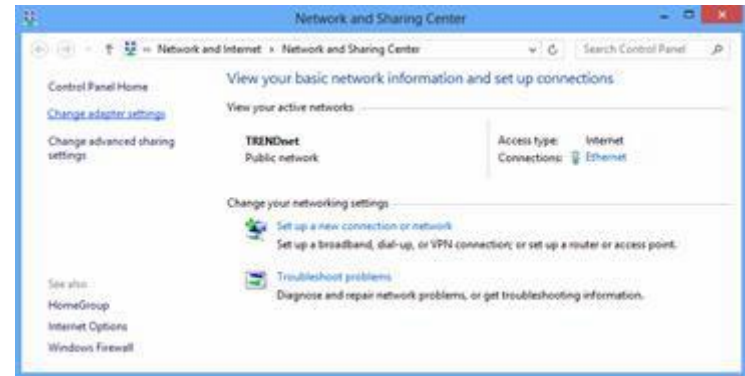 Network and Sharing Center
Network and Internet › Network and Sharing Center
Search Control Panel
Control Panel Home
Change adapter settings
Change advanced sharing
settings
See also
HomeGroup
Internet Options
Windows Firewall
View your basic network information and set up connections
View your active networks
TRENDnet
Public network
Access type: Internet
Connections: Ethernet
Change your networking settings
Set up a new connection or network
Set up a broadband, dial-up, or VPN connection; or set up a router or access point.
Troubleshoot problems
Diagnose and repair network problems, or get troubleshooting information.